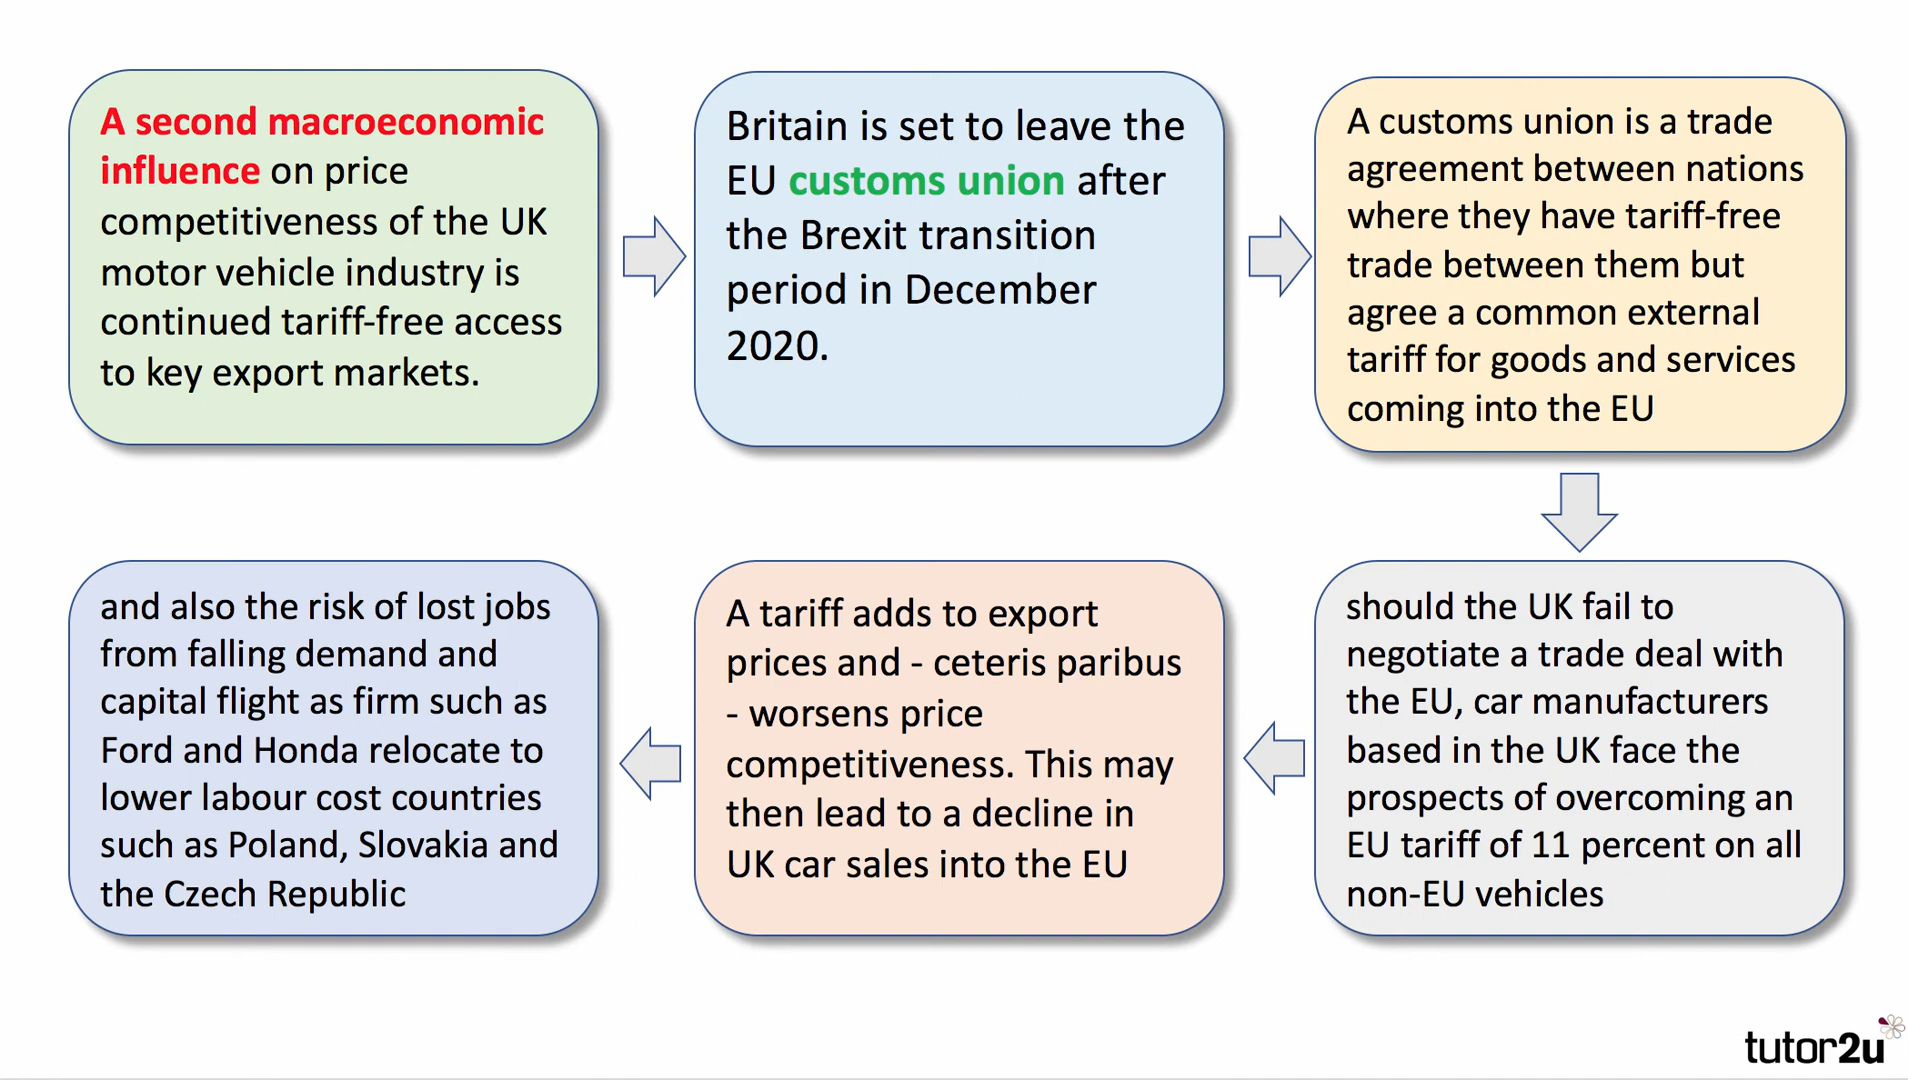 A second macroeconomic
influence on price
competitiveness of the UK
motor vehicle industry is
continued tariff-free access
to key export markets.
Britain is set to leave the
EU customs union after
the Brexit transition
period in December
2020.
A customs union is a trade
agreement between nations
where they have tariff-free
trade between them but
agree a common external
tariff for goods and services
coming into the EU
should the UK fail to
negotiate a trade deal with
the EU, car manufacturers
based in the UK face the
prospects of overcoming an
EU tariff of 11 percent on all
non-EU vehicles
A tariff adds to export
prices and - ceteris paribus
- worsens price
competitiveness. This may
then lead to a decline in
UK car sales into the EU
and also the risk of lost jobs
from falling demand and
capital flight as firm such as
Ford and Honda relocate to
lower labour cost countries
such as Poland, Slovakia and
the Czech Republic
tutor2u